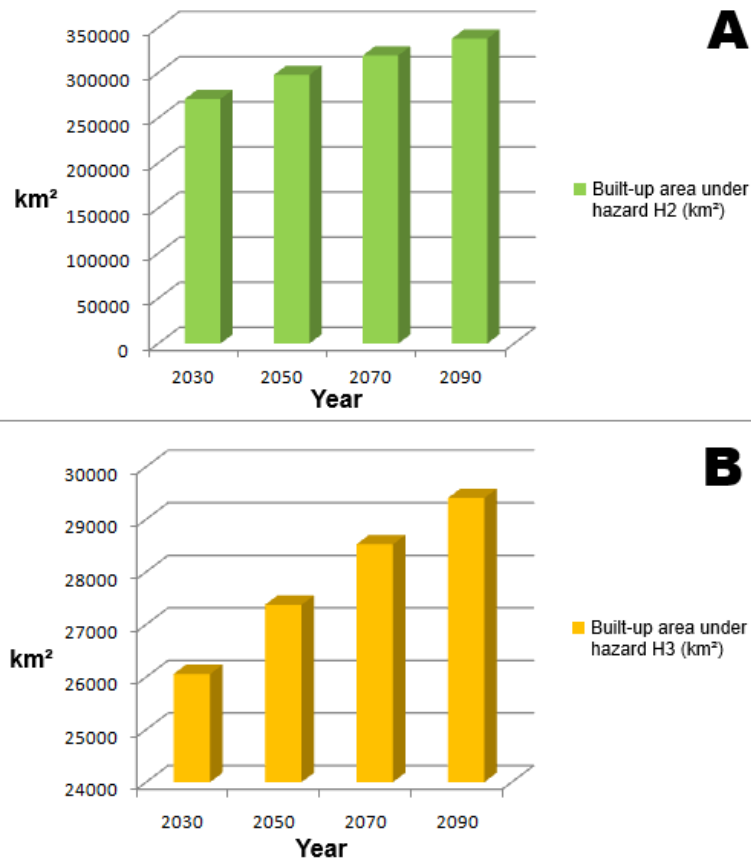 A
350000
300000
250000
200000
150000
100000
50000
0
km²
2030 2050 2070 2090
Year
Built-up area under
hazard H2 (km²)
B
30000
29000
28000
27000
26000
25000
24000
km²
2030 2050 2070 2090
Year
Built-up area under
hazard H3 (km²)